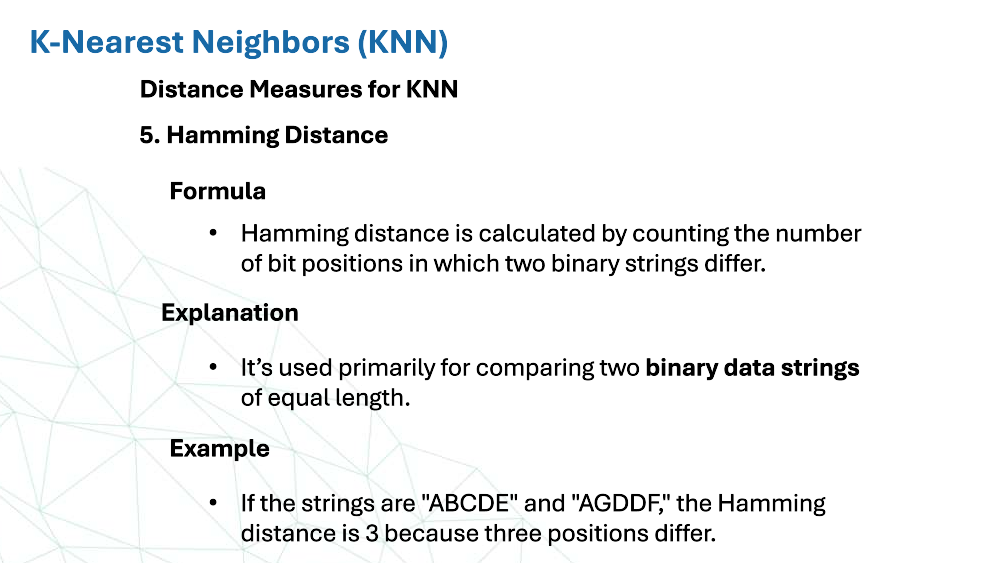 K-Nearest Neighbors (KNN)
Distance Measures for KNN
5. Hamming Distance
Formula
• Hamming distance is calculated by counting the number
of bit positions in which two binary strings differ.
Explanation
• It’s used primarily for comparing two binary data strings
of equal length.
Example
• If the strings are "ABCDE" and "AGDDF," the Hamming
distance is 3 because three positions differ.